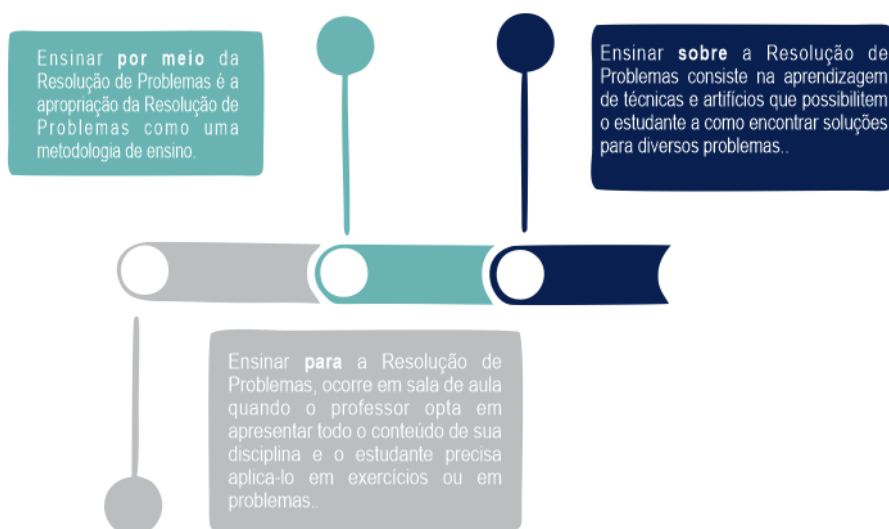 Ensinar por meio da
Resolução de Problemas é a
apropriação da Resolução de
Problemas como uma
metodologia de ensino.
Ensinar sobre a Resolução de
Problemas consiste na aprendizagem
de técnicas e artifícios que possibilitem
o estudante a como encontrar soluções
para diversos problemas..
Ensinar para a Resolução de
Problemas, ocorre em sala de aula
quando o professor opta em
apresentar todo o conteúdo de sua
disciplina e o estudante precisa
aplica-lo em exercícios ou em
problemas..